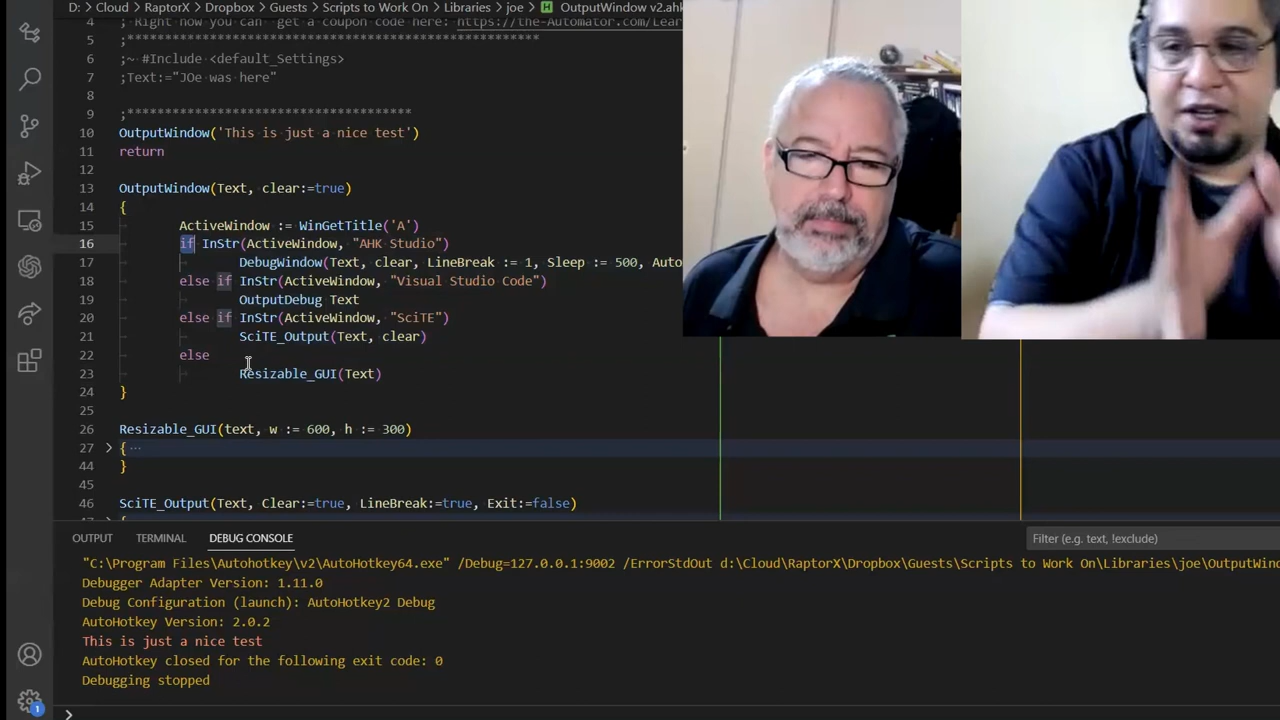 D: > Cloud > RaptorX > Dropbox > Guests > Scripts to Work On > Libraries > joe > OutputWindow v2.ahk
4 ; Right now you can get a coupon code here: https://the-Automator.com/Lear
5 ;*******************************************************
6 ;~ #Include <default_Settings>
7 ;Text:="JOe was here"
8
9 ;**************************************
10 OutputWindow('This is just a nice test')
11 return
12
13 OutputWindow(Text, clear:=true)
14 {
15 ActiveWindow := WinGetTitle('A')
16 if InStr(ActiveWindow, "AHK Studio")
17 DebugWindow(Text, clear, LineBreak := 1, Sleep := 500, Auto
18 else if InStr(ActiveWindow, "Visual Studio Code")
19 OutputDebug Text
20 else if InStr(ActiveWindow, "SciTE")
21 SciTE_Output(Text, clear)
22 else
23 Resizable_GUI(Text)
24 }
25
26 Resizable_GUI(text, w := 600, h := 300)
27 { ...
44 }
45
46 SciTE_Output(Text, Clear:=true, LineBreak:=true, Exit:=false)
OUTPUT TERMINAL DEBUG CONSOLE Filter (e.g. text, !exclude)
"C:\Program Files\Autohotkey\v2\AutoHotkey64.exe" /Debug=127.0.0.1:9002 /ErrorStdOut d:\Cloud\RaptorX\Dropbox\Guests\Scripts to Work On\Libraries\joe\OutputWind
Debugger Adapter Version: 1.11.0
Debug Configuration (launch): AutoHotkey2 Debug
AutoHotkey Version: 2.0.2
This is just a nice test
AutoHotkey closed for the following exit code: 0
Debugging stopped
1